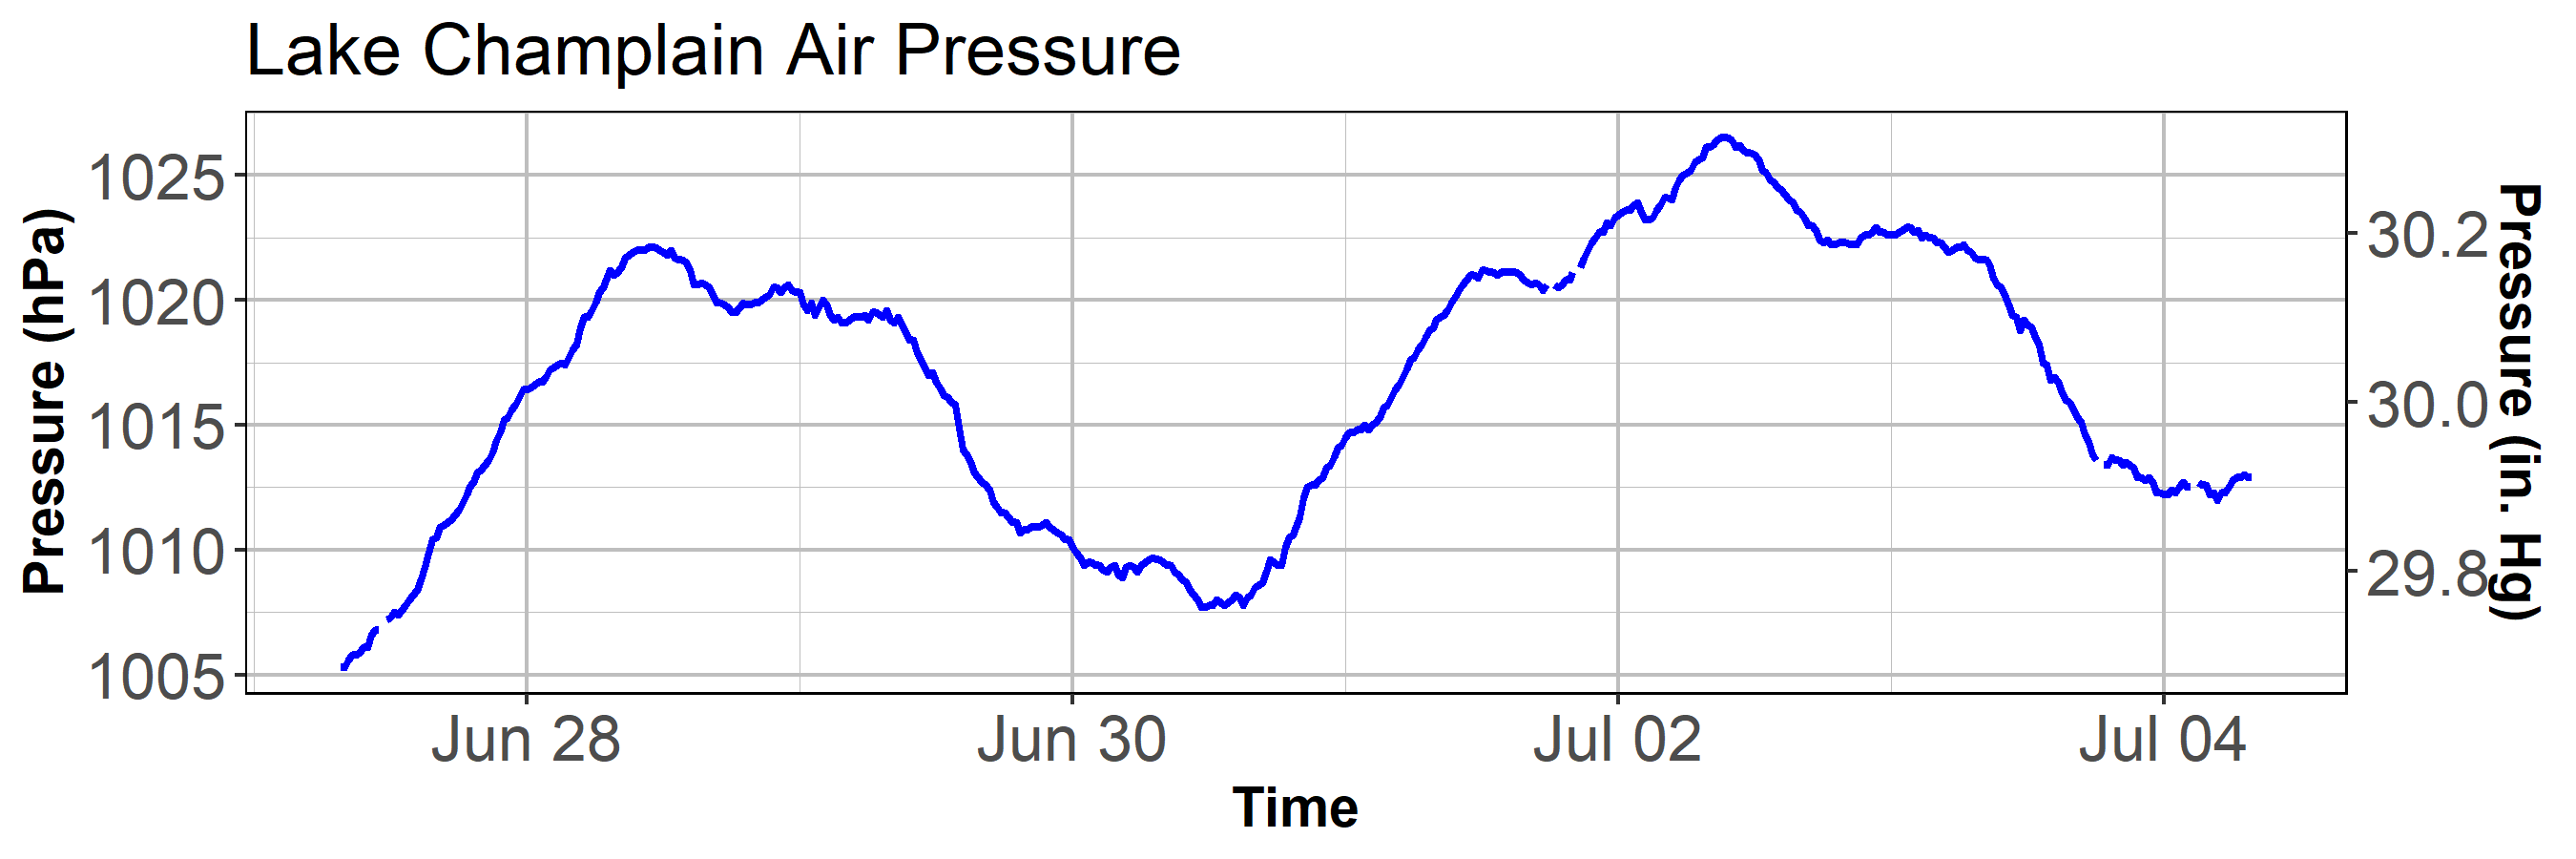 Lake Champlain Air Pressure
Pressure (hPa)
1025
1020
1015
1010
1005
30.2
30.0
29.8
Pressure (in. Hg)
Jun 28
Jun 30
Jul 02
Jul 04
Time